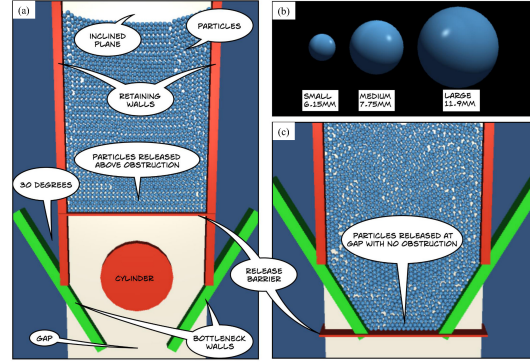 (a)
INCLINED
PLANE
PARTICLES
RETAINING
WALLS
PARTICLES RELEASED
ABOVE OBSTRUCTION
30 DEGREES
CYLINDER
RELEASE
BARRIER
GAP
BOTTLENECK
WALLS
(b)
SMALL
6.15MM
MEDIUM
7.75MM
LARGE
11.9MM
(c)
PARTICLES RELEASED AT
GAP WITH NO OBSTRUCTION